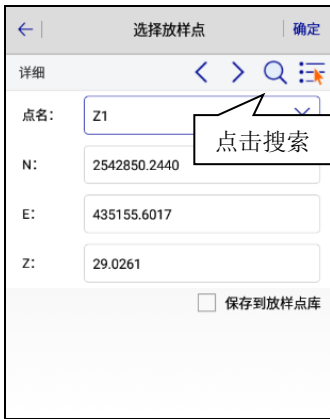 选择放样点 确定
详细
点名： Z1
点击搜索
N： 2542850.2440
E： 435155.6017
Z： 29.0261
保存到放样点库